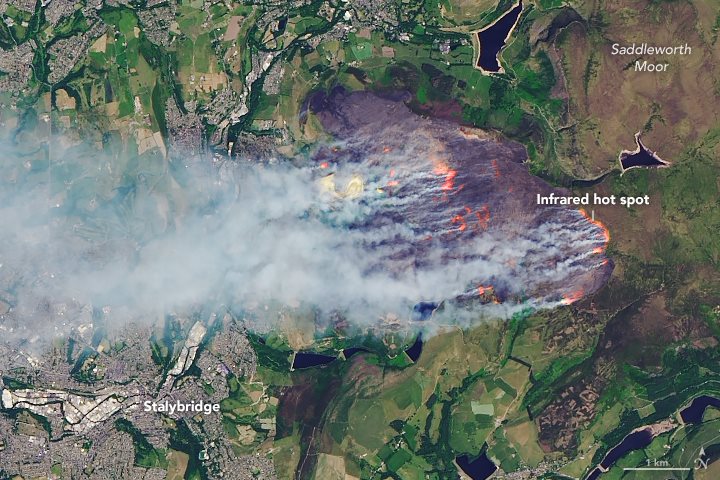 Saddleworth
Moor
Infrared hot spot
Stalybridge
1 km
N